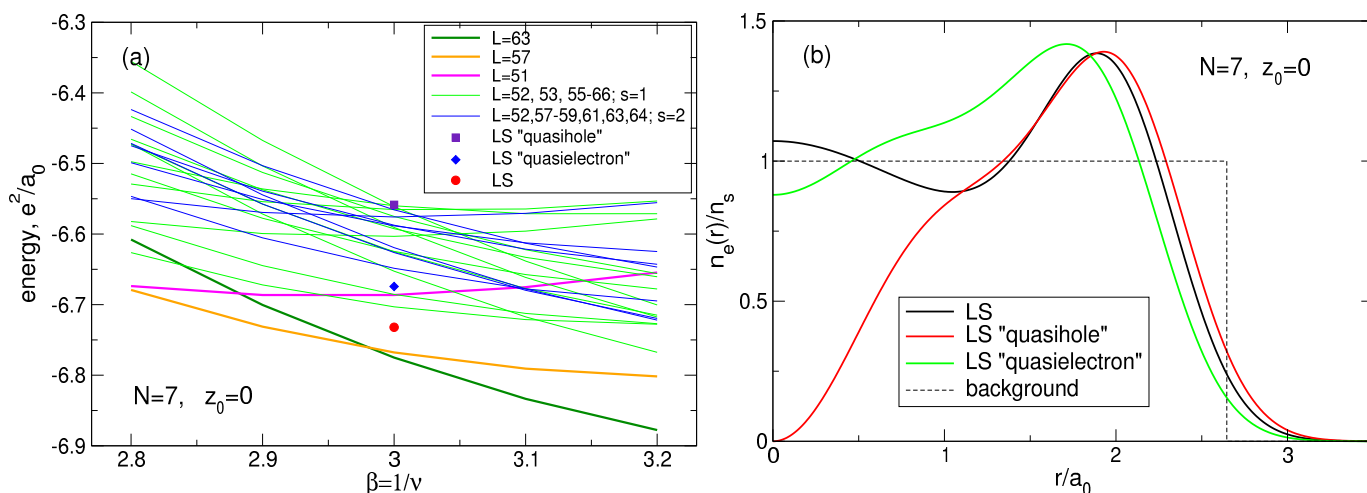 (a)
energy, e²/a₀
-6.3
-6.4
-6.5
-6.6
-6.7
-6.8
-6.9
L=63
L=57
L=51
L=52, 53, 55-66; s=1
L=52,57-59,61,63,64; s=2
LS "quasihole"
LS "quasielectron"
LS
N=7, z₀=0
2.8 2.9 3 3.1 3.2
β=1/ν
(b)
nₑ(r)/nₛ
1.5
1
0.5
0
N=7, z₀=0
LS
LS "quasihole"
LS "quasielectron"
background
0 1 2 3
r/a₀